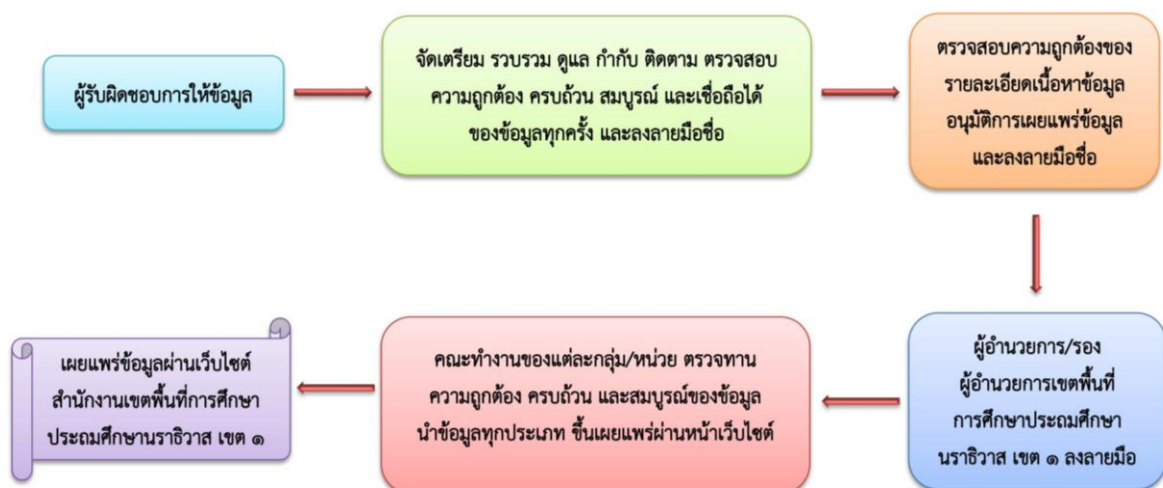 ผู้รับผิดชอบการให้ข้อมูล
จัดเตรียม รวบรวม ดูแล กำกับ ติดตาม ตรวจสอบ
ความถูกต้อง ครบถ้วน สมบูรณ์ และเชื่อถือได้
ของข้อมูลทุกครั้ง และลงลายมือชื่อ
ตรวจสอบความถูกต้องของ
รายละเอียดเนื้อหาข้อมูล
อนุมัติการเผยแพร่ข้อมูล
และลงลายมือชื่อ
ผู้อำนวยการ/รอง
ผู้อำนวยการเขตพื้นที่
การศึกษาประถมศึกษา
นราธิวาส เขต ๑ ลงลายมือ
คณะทำงานของแต่ละกลุ่ม/หน่วย ตรวจทาน
ความถูกต้อง ครบถ้วน และสมบูรณ์ของข้อมูล
นำข้อมูลทุกประเภท ขึ้นเผยแพร่ผ่านหน้าเว็บไซต์
เผยแพร่ข้อมูลผ่านเว็บไซต์
สำนักงานเขตพื้นที่การศึกษา
ประถมศึกษานราธิวาส เขต ๑